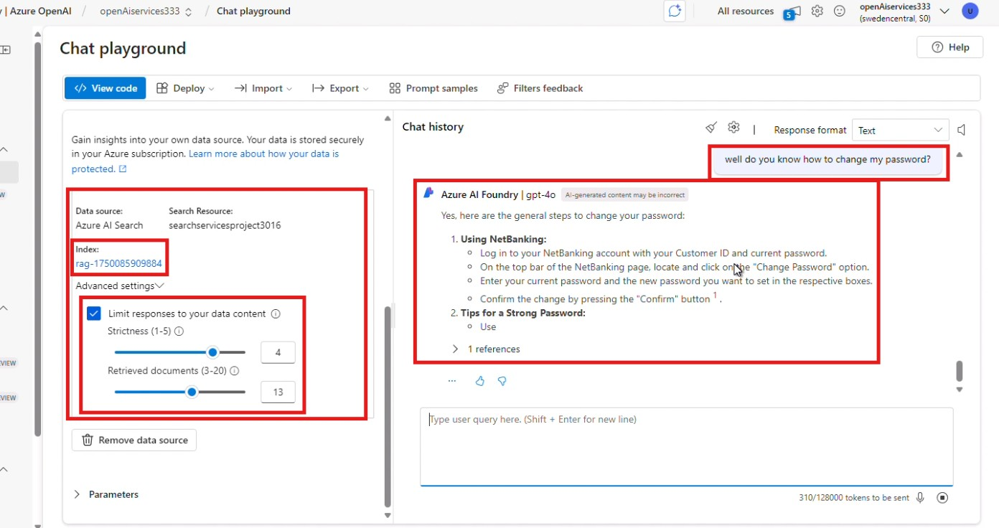 | Azure OpenAI / openAiservices333 / Chat playground
All resources
5
openAiservices333
(swedencentral, S0)
U
Chat playground
Help
</> View code
Deploy
Import
Export
Prompt samples
Filters feedback
Gain insights into your own data source. Your data is stored securely
in your Azure subscription. Learn more about how your data is
protected.
Data source:
Azure AI Search
Search Resource:
searchservicesproject3016
Index:
rag-1750085909884
Advanced settings
Limit responses to your data content
Strictness (1-5)
4
Retrieved documents (3-20)
13
Remove data source
Parameters
Chat history
Response format
Text
well do you know how to change my password?
Azure AI Foundry | gpt-4o
AI-generated content may be incorrect
Yes, here are the general steps to change your password:
1. Using NetBanking:
Log in to your NetBanking account with your Customer ID and current password.
On the top bar of the NetBanking page, locate and click on the "Change Password" option.
Enter your current password and the new password you want to set in the respective boxes.
Confirm the change by pressing the "Confirm" button 1 .
2. Tips for a Strong Password:
Use
1 references
...
Type user query here. (Shift + Enter for new line)
310/128000 tokens to be sent